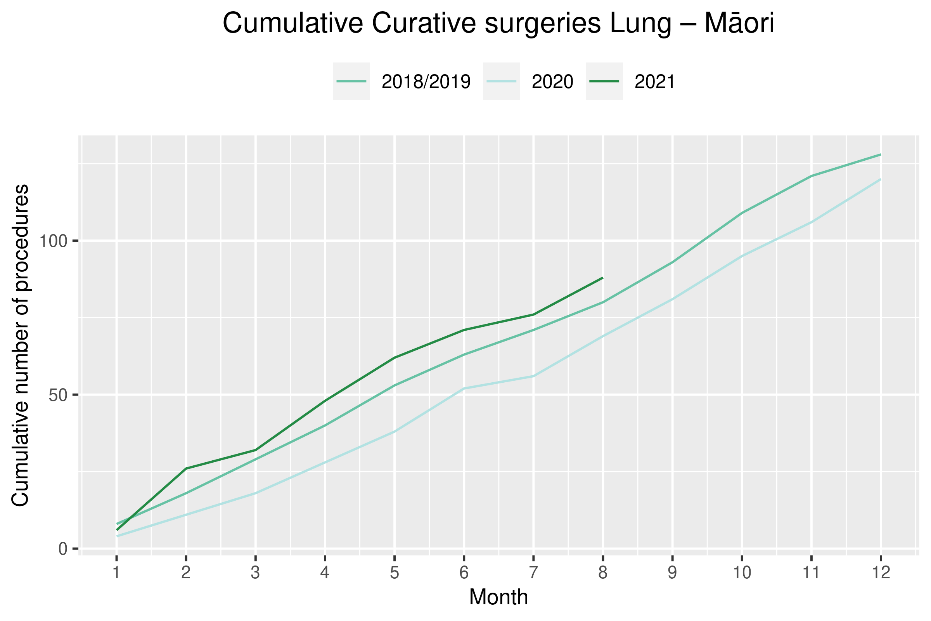 Cumulative Curative surgeries Lung – Māori
2018/2019 2020 2021
Cumulative number of procedures
100
50
0
1 2 3 4 5 6 7 8 9 10 11 12
Month